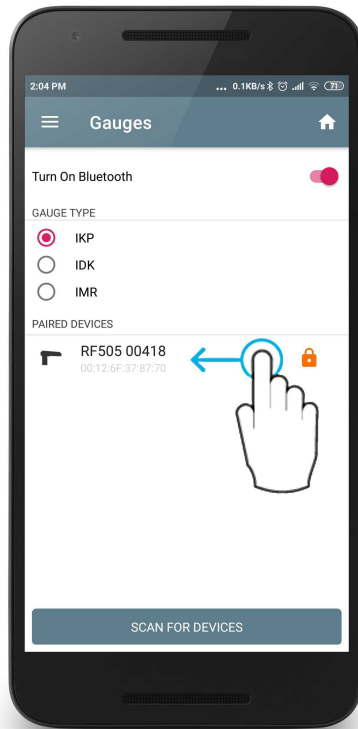 2:04 PM ... 0.1KB/s 71
Gauges
Turn On Bluetooth
GAUGE TYPE
IKP
IDK
IMR
PAIRED DEVICES
RF505 00418
00:12:6F:37:87:70
SCAN FOR DEVICES